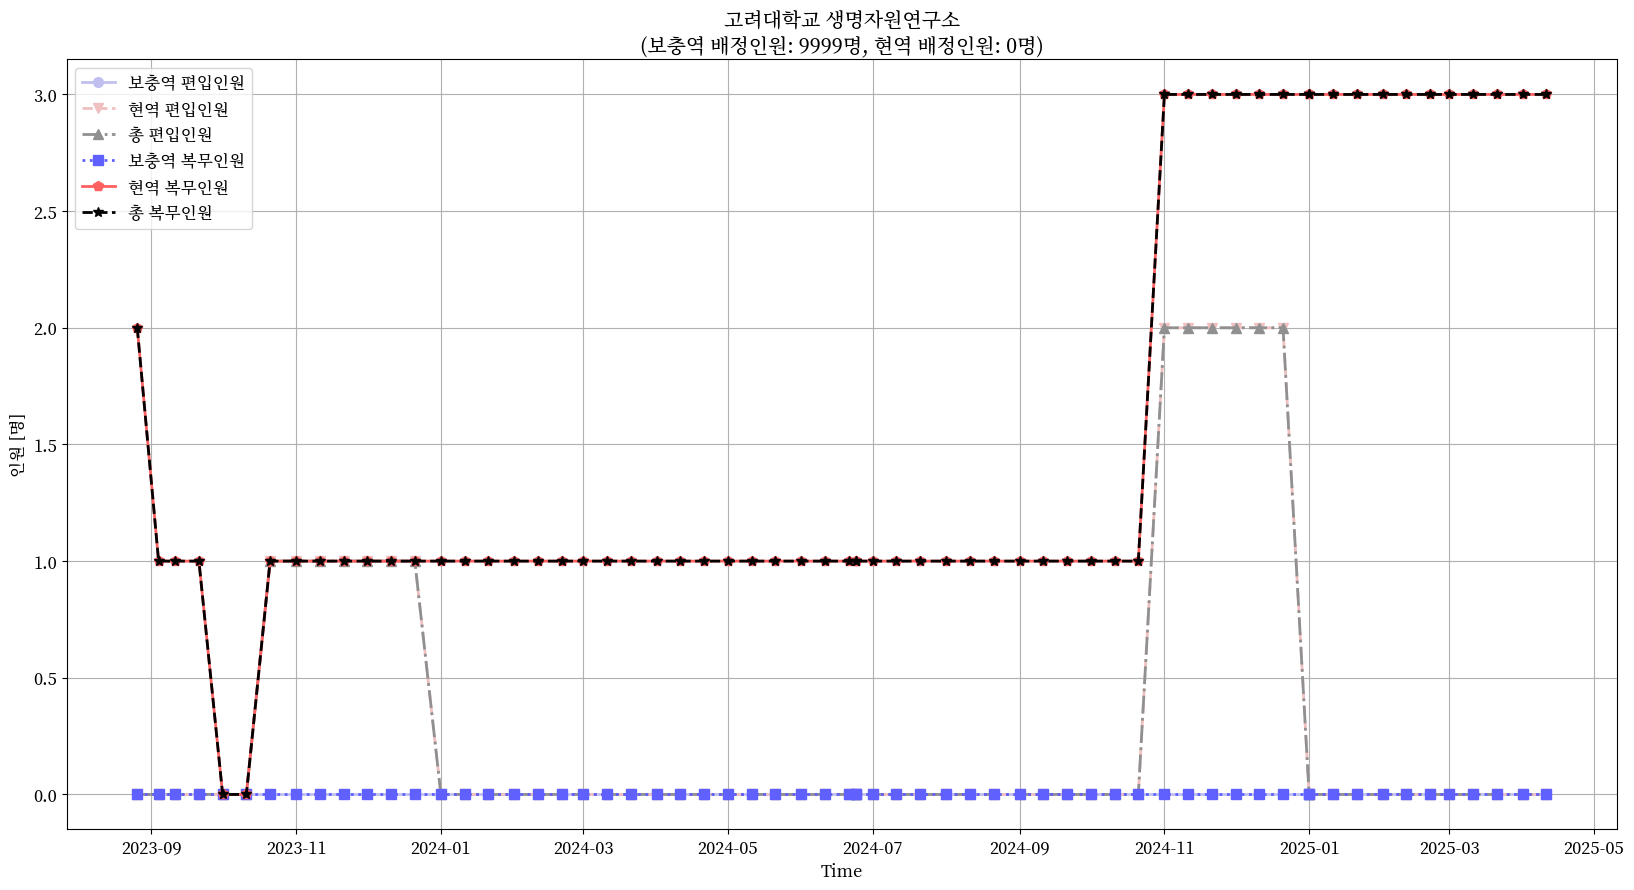 고려대학교 생명자원연구소
(보충역 배정인원: 9999명, 현역 배정인원: 0명)
보충역 편입인원
현역 편입인원
총 편입인원
보충역 복무인원
현역 복무인원
총 복무인원
3.0
2.5
2.0
1.5
1.0
0.5
0.0
인원 [명]
2023-09
2023-11
2024-01
2024-03
2024-05
2024-07
2024-09
2024-11
2025-01
2025-03
2025-05
Time